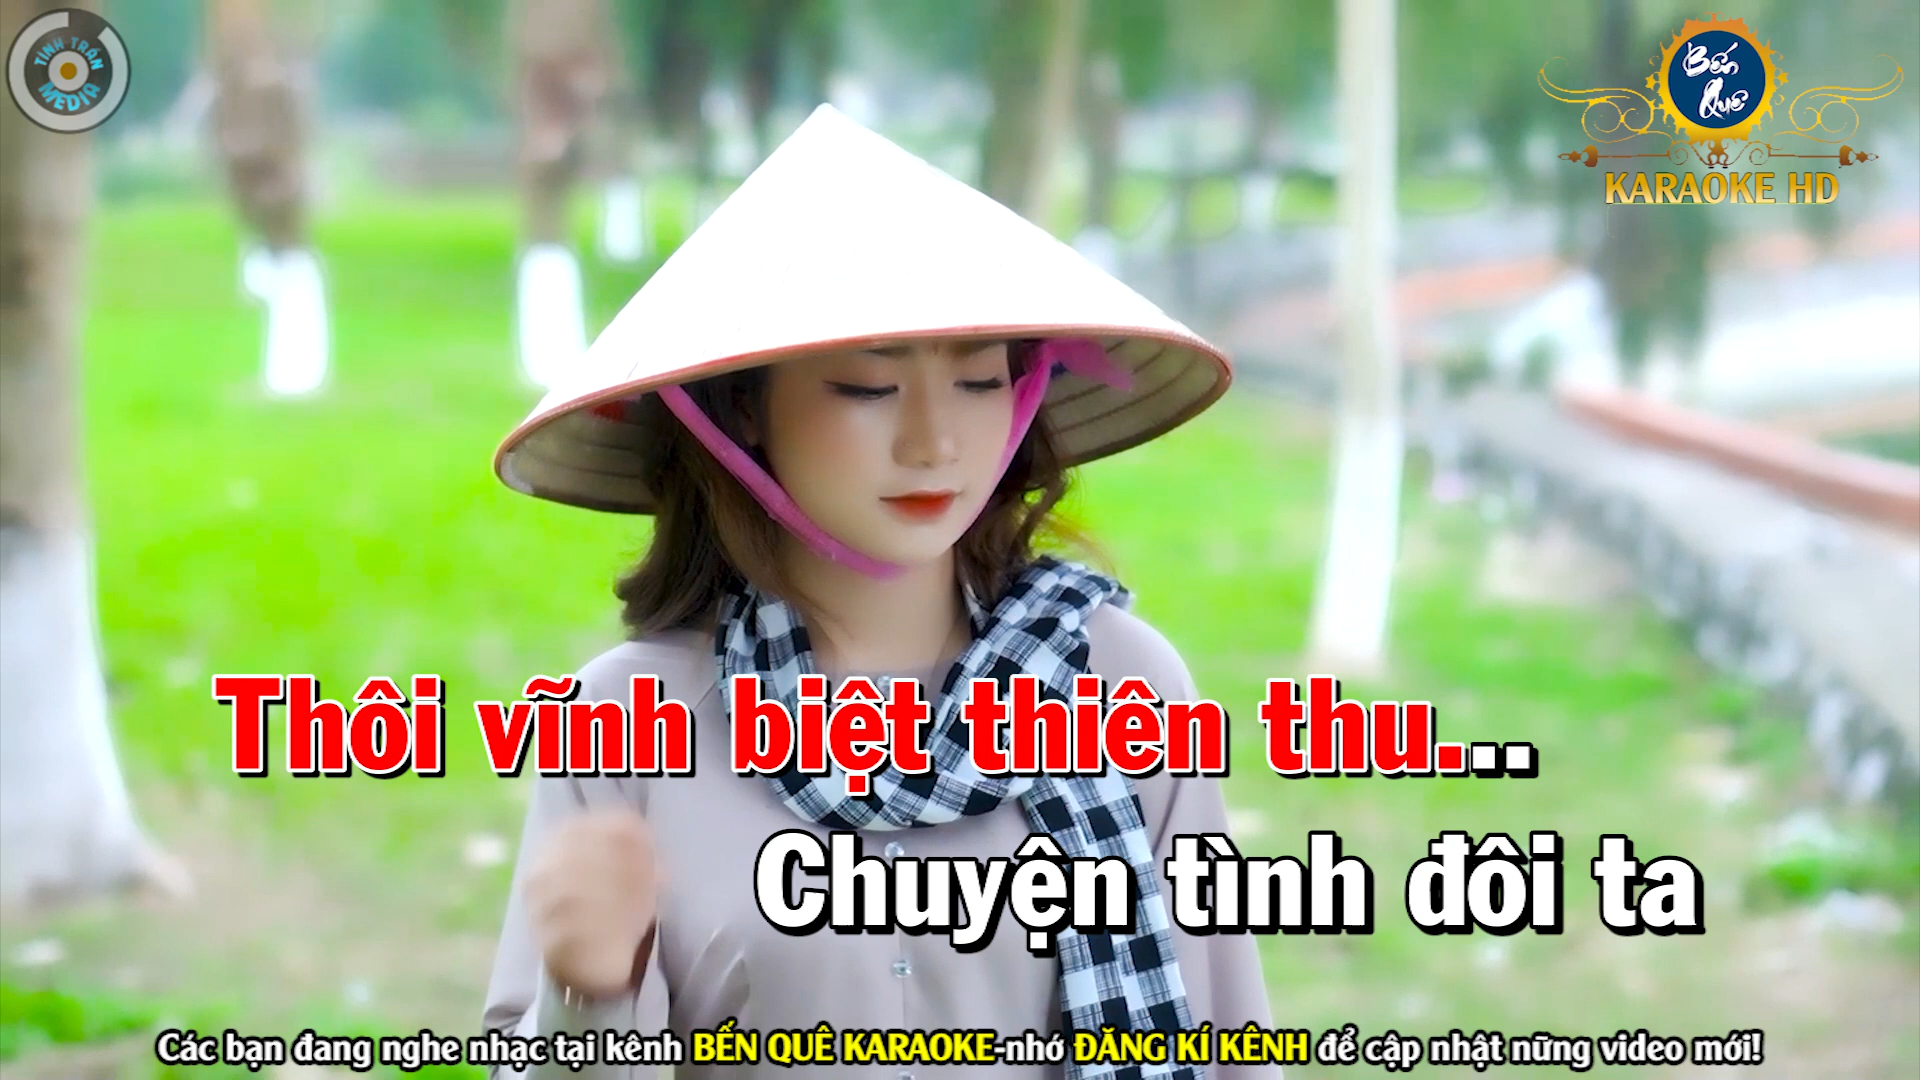 TÌNH TRẦN
MEDIA
Bến
Quê
KARAOKE HD
Thôi vĩnh biệt thiên thu...
Chuyện tình đôi ta
Các bạn đang nghe nhạc tại kênh BẾN QUÊ KARAOKE-nhớ ĐĂNG KÍ KÊNH để cập nhật nững video mới!